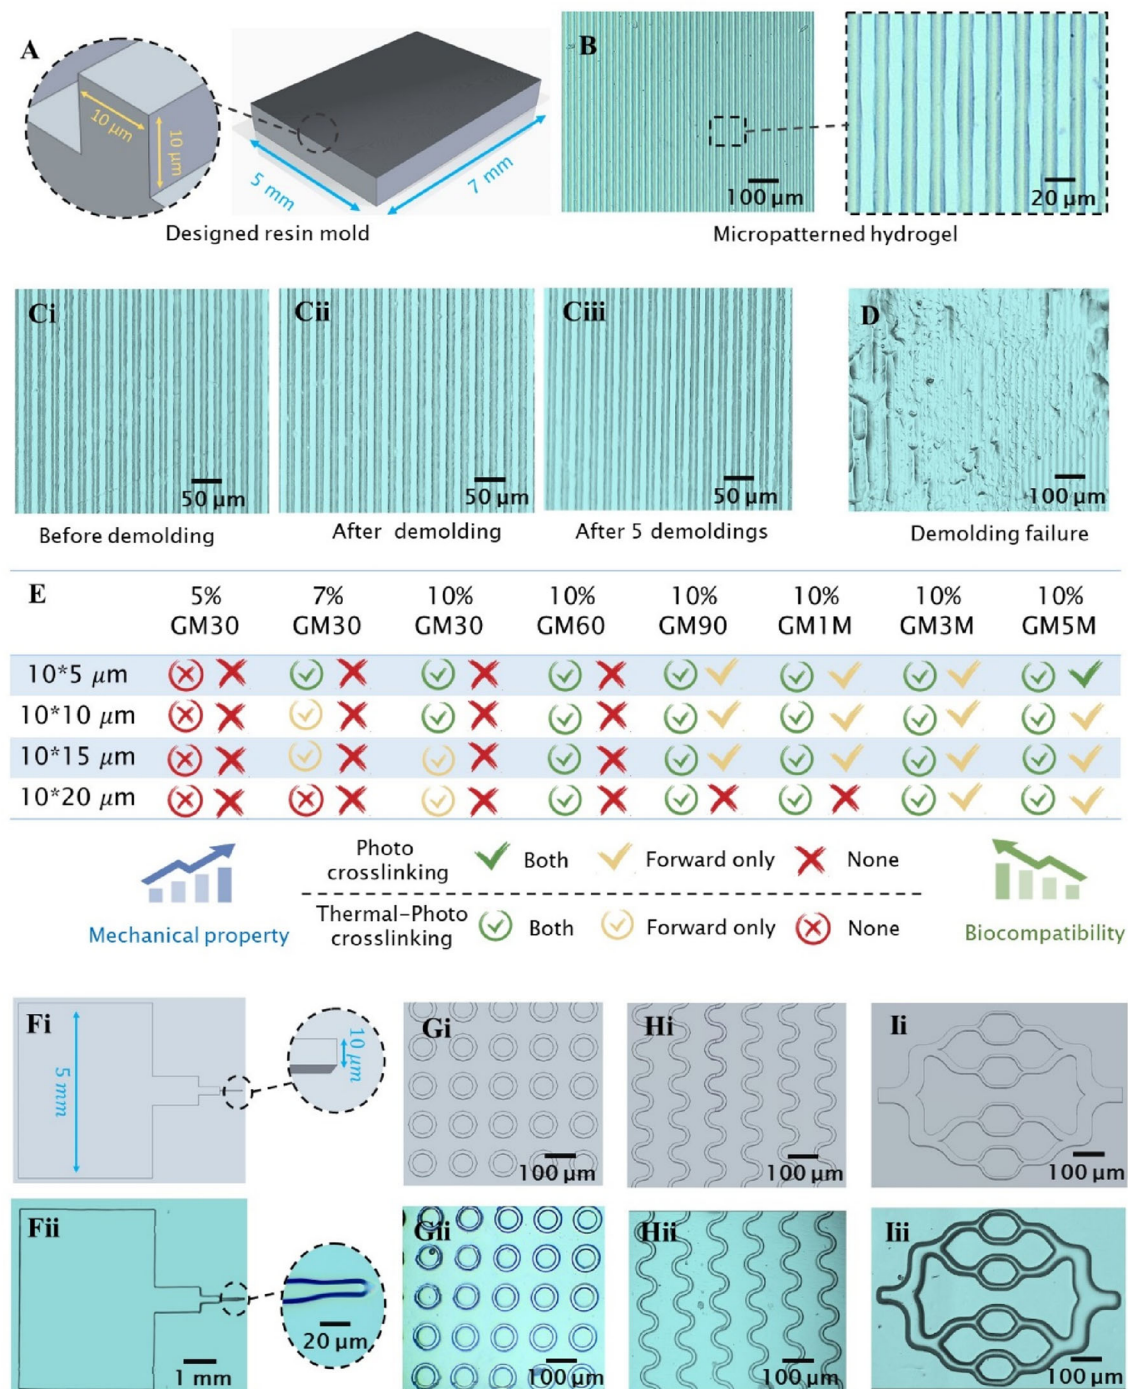 A
10 μm
10 μm
5 mm
7 mm
Designed resin mold
B
100 μm
20 μm
Micropatterned hydrogel
Ci
50 μm
Before demolding
Cii
50 μm
After demolding
Ciii
50 μm
After 5 demoldings
D
100 μm
Demolding failure
E
5% GM30
7% GM30
10% GM30
10% GM60
10% GM90
10% GM1M
10% GM3M
10% GM5M
10*5 μm
10*10 μm
10*15 μm
10*20 μm
Mechanical property
Photo
crosslinking
Both
Forward only
None
Thermal-Photo
crosslinking
Both
Forward only
None
Biocompatibility
Fi
5 mm
10 μm
Gi
100 μm
Hi
100 μm
Ii
100 μm
Fii
1 mm
20 μm
Gii
100 μm
Hii
100 μm
Iii
100 μm